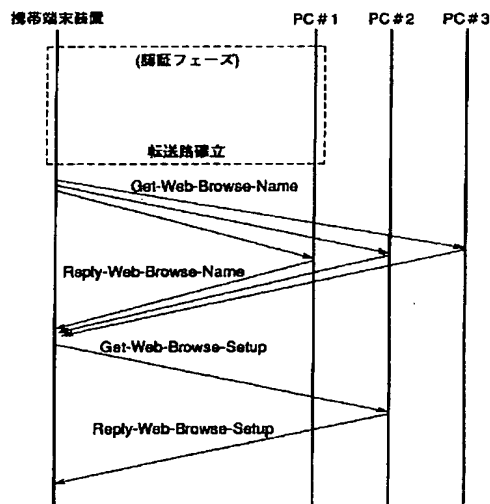 携帯端末装置
PC#1
PC#2
PC#3
(認証フェーズ)
転送路確立
Get-Web-Browse-Name
Reply-Web-Browse-Name
Get-Web-Browse-Setup
Reply-Web-Browse-Setup